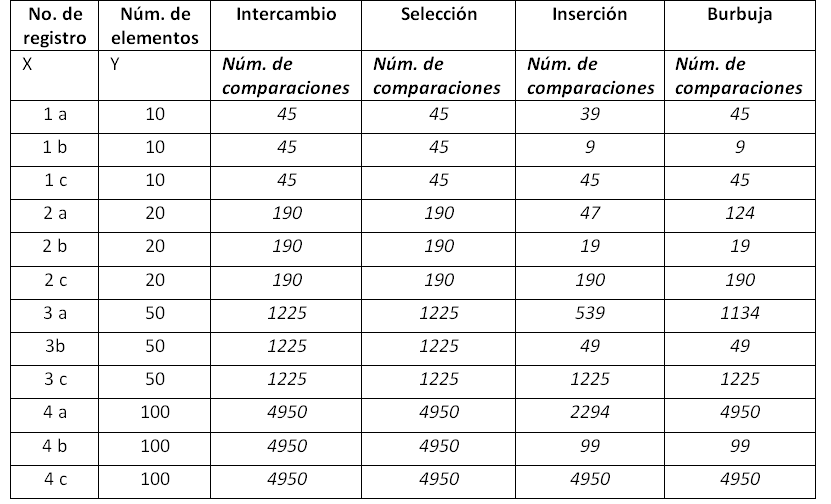 No. de registro Núm. de elementos Intercambio Selección Inserción Burbuja
X Y Núm. de comparaciones Núm. de comparaciones Núm. de comparaciones Núm. de comparaciones
1 a 10 45 45 39 45
1 b 10 45 45 9 9
1 c 10 45 45 45 45
2 a 20 190 190 47 124
2 b 20 190 190 19 19
2 c 20 190 190 190 190
3 a 50 1225 1225 539 1134
3b 50 1225 1225 49 49
3 c 50 1225 1225 1225 1225
4 a 100 4950 4950 2294 4950
4 b 100 4950 4950 99 99
4 c 100 4950 4950 4950 4950